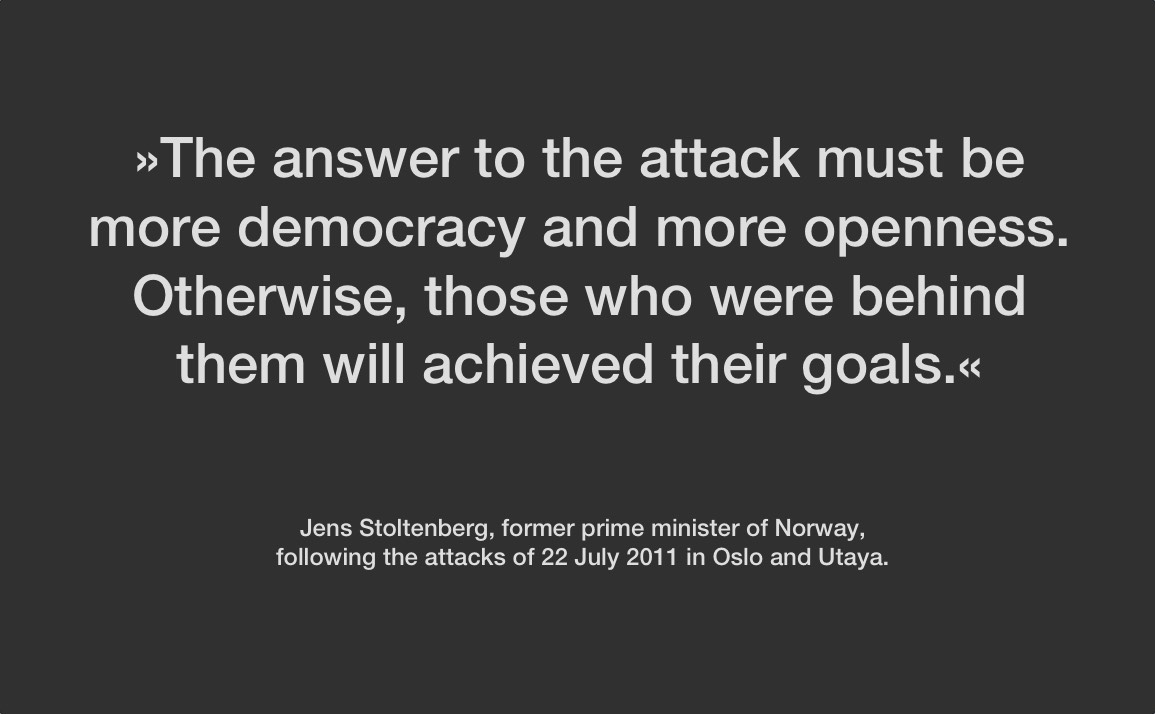 »The answer to the attack must be
more democracy and more openness.
Otherwise, those who were behind
them will achieved their goals.«
Jens Stoltenberg, former prime minister of Norway,
following the attacks of 22 July 2011 in Oslo and Utaya.